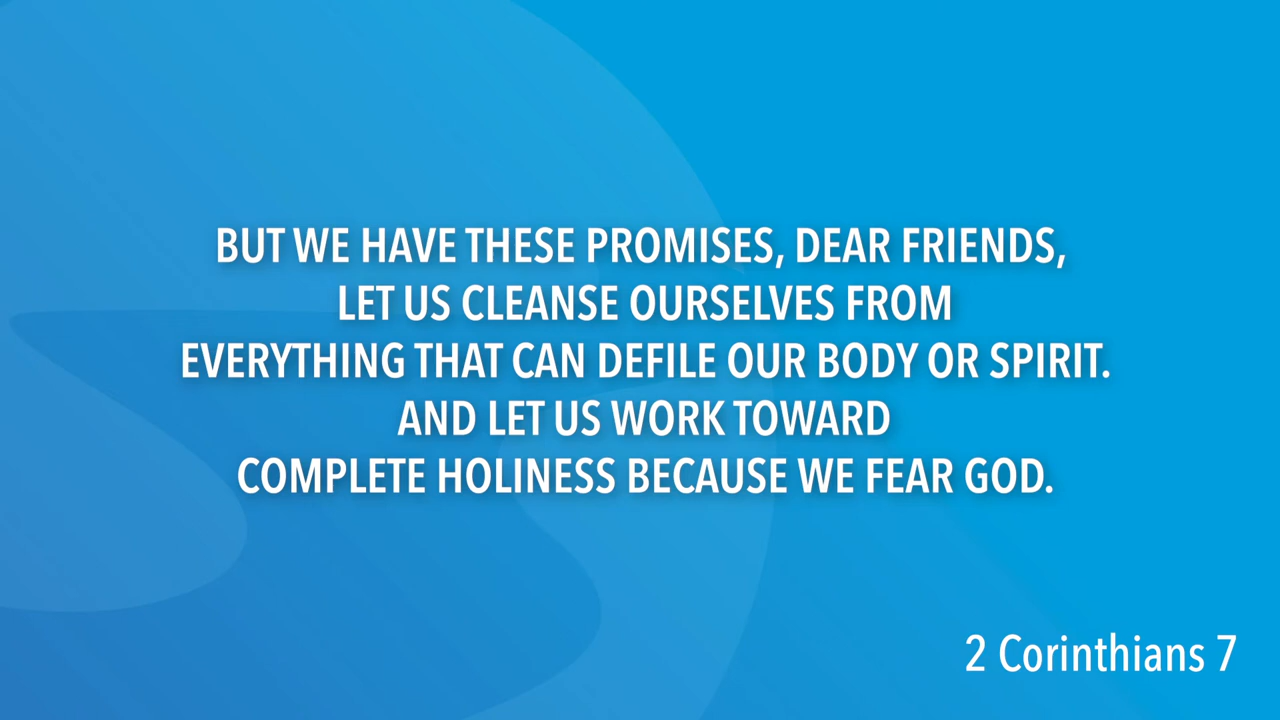 BUT WE HAVE THESE PROMISES, DEAR FRIENDS,
LET US CLEANSE OURSELVES FROM
EVERYTHING THAT CAN DEFILE OUR BODY OR SPIRIT.
AND LET US WORK TOWARD
COMPLETE HOLINESS BECAUSE WE FEAR GOD.
2 Corinthians 7